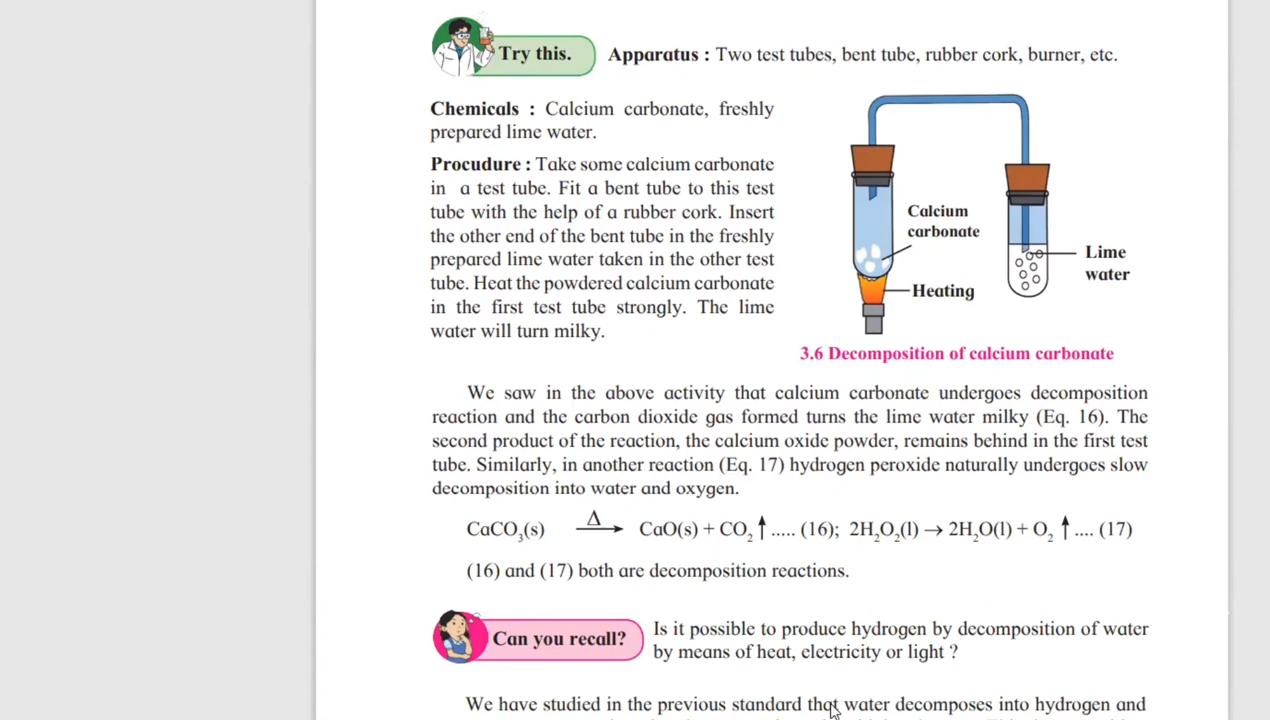 Try this.
Apparatus : Two test tubes, bent tube, rubber cork, burner, etc.
Chemicals : Calcium carbonate, freshly
prepared lime water.
Procudure : Take some calcium carbonate
in a test tube. Fit a bent tube to this test
tube with the help of a rubber cork. Insert
the other end of the bent tube in the freshly
prepared lime water taken in the other test
tube. Heat the powdered calcium carbonate
in the first test tube strongly. The lime
water will turn milky.
Calcium
carbonate
Heating
Lime
water
3.6 Decomposition of calcium carbonate
We saw in the above activity that calcium carbonate undergoes decomposition
reaction and the carbon dioxide gas formed turns the lime water milky (Eq. 16). The
second product of the reaction, the calcium oxide powder, remains behind in the first test
tube. Similarly, in another reaction (Eq. 17) hydrogen peroxide naturally undergoes slow
decomposition into water and oxygen.
CaCO₃(s) —Δ→ CaO(s) + CO₂ ↑ ..... (16); 2H₂O₂(l) → 2H₂O(l) + O₂ ↑ .... (17)
(16) and (17) both are decomposition reactions.
Can you recall?
Is it possible to produce hydrogen by decomposition of water
by means of heat, electricity or light ?
We have studied in the previous standard that water decomposes into hydrogen and